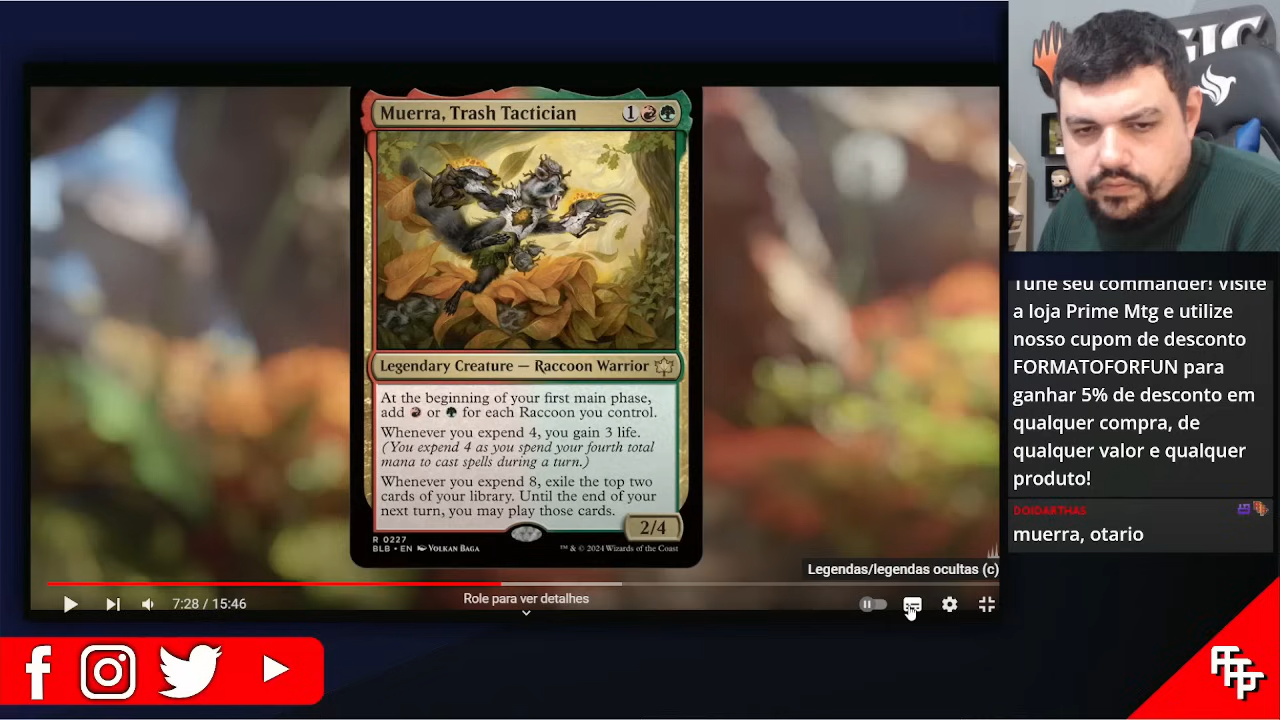 Muerra, Trash Tactician
1
Legendary Creature — Raccoon Warrior
At the beginning of your first main phase,
add or for each Raccoon you control.
Whenever you expend 4, you gain 3 life.
(You expend 4 as you spend your fourth total
mana to cast spells during a turn.)
Whenever you expend 8, exile the top two
cards of your library. Until the end of your
next turn, you may play those cards.
2/4
R 0227
BLB • EN VOLKAN BAGA
™ & © 2024 Wizards of the Coast
Legendas/legendas ocultas (c)
7:28 / 15:46
Role para ver detalhes
GIC
Tune seu commander! Visite
a loja Prime Mtg e utilize
nosso cupom de desconto
FORMATOFORFUN para
ganhar 5% de desconto em
qualquer compra, de
qualquer valor e qualquer
produto!
DOIDARTHAS
muerra, otario
FFF